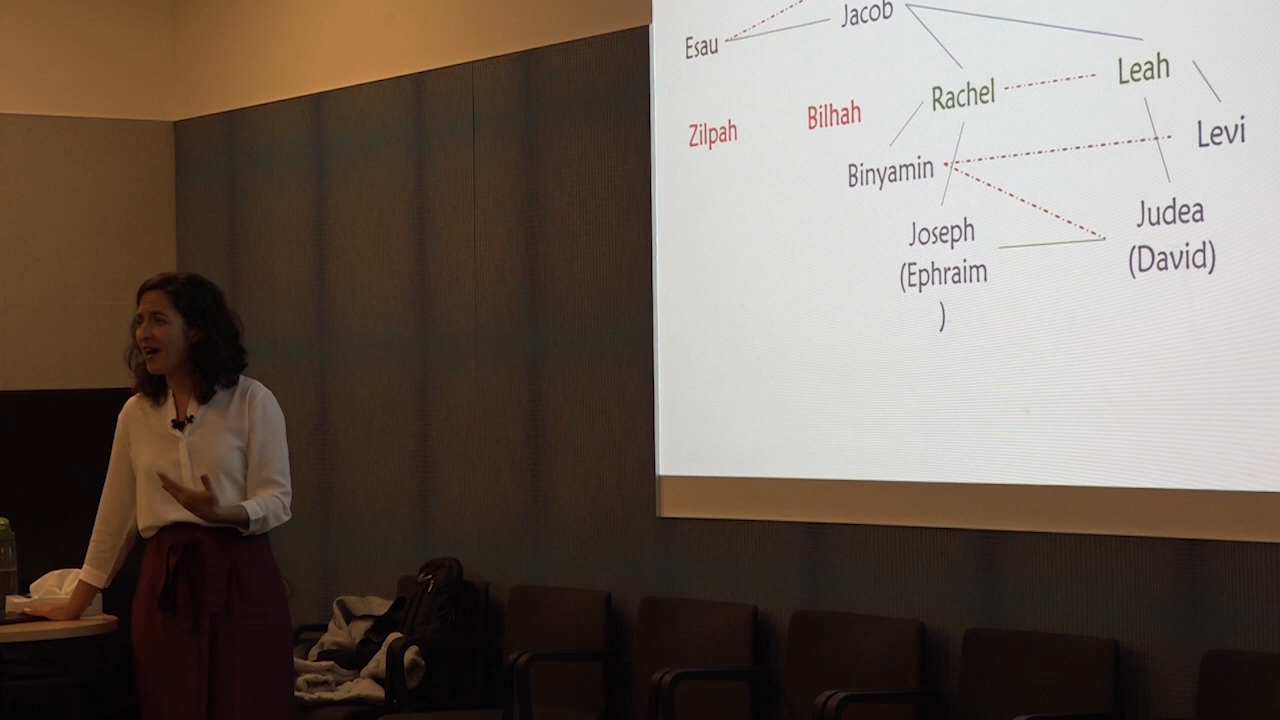 Jacob
Esau
Leah
Rachel
Bilhah
Zilpah
Levi
Binyamin
Judea
(David)
Joseph
(Ephraim
)